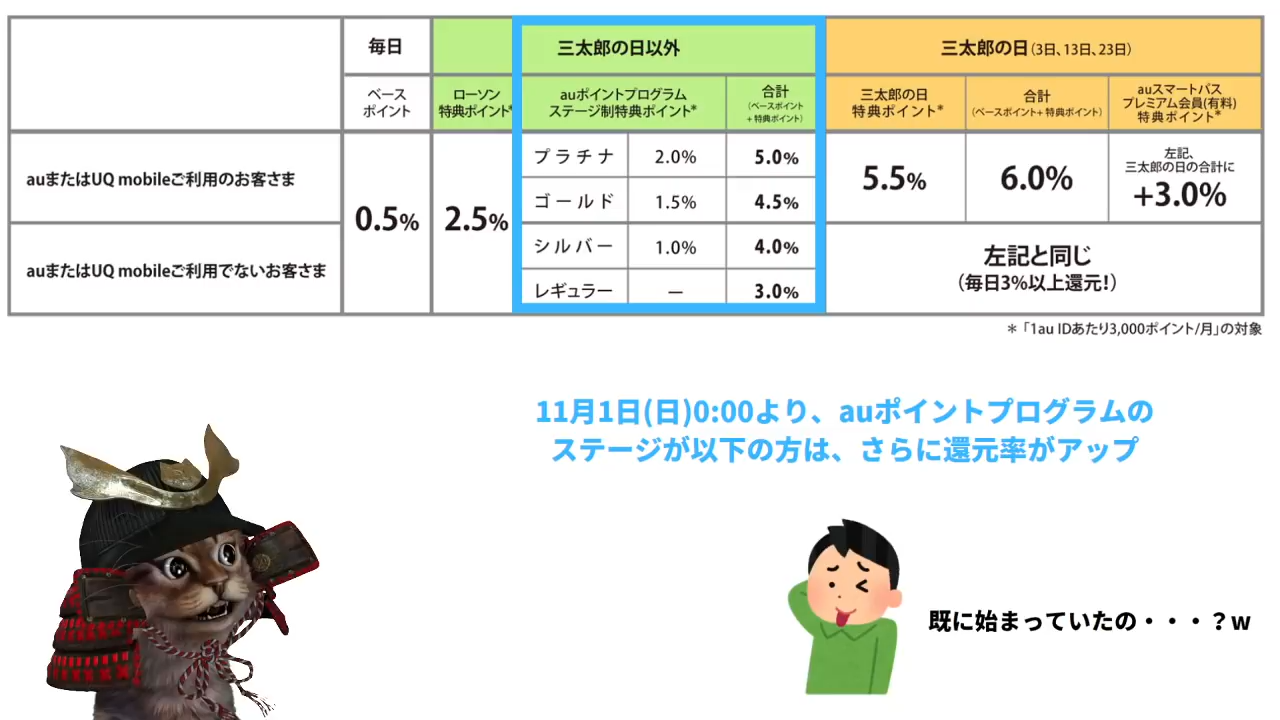 毎日
三太郎の日以外
三太郎の日(3日、13日、23日)
ベース
ポイント
ローソン
特典ポイント*
auポイントプログラム
ステージ制特典ポイント*
合計
(ベースポイント
+特典ポイント)
三太郎の日
特典ポイント*
合計
(ベースポイント+特典ポイント)
auスマートパス
プレミアム会員(有料)
特典ポイント*
auまたはUQ mobileご利用のお客さま
auまたはUQ mobileご利用でないお客さま
0.5%
2.5%
プラチナ 2.0% 5.0%
ゴールド 1.5% 4.5%
シルバー 1.0% 4.0%
レギュラー ー 3.0%
5.5%
6.0%
左記、
三太郎の日の合計に
+3.0%
左記と同じ
(毎日3%以上還元!)
*「1au IDあたり3,000ポイント/月」の対象
11月1日(日)0:00より、auポイントプログラムの
ステージが以下の方は、さらに還元率がアップ
既に始まっていたの・・・?w